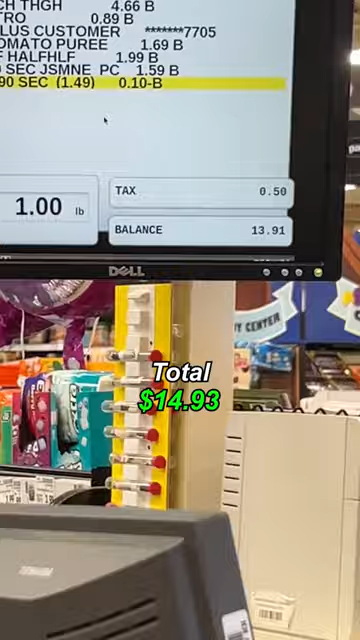 CH THGH 4.66 B
TRO 0.89 B
LUS CUSTOMER *******7705
OMATO PUREE 1.69 B
F HALFHLF 1.99 B
SEC JSMNE PC 1.59 B
90 SEC (1.49) 0.10-B
1.00 lb
TAX 0.50
BALANCE 13.91
DELL
Y CENTER
Total
$14.93